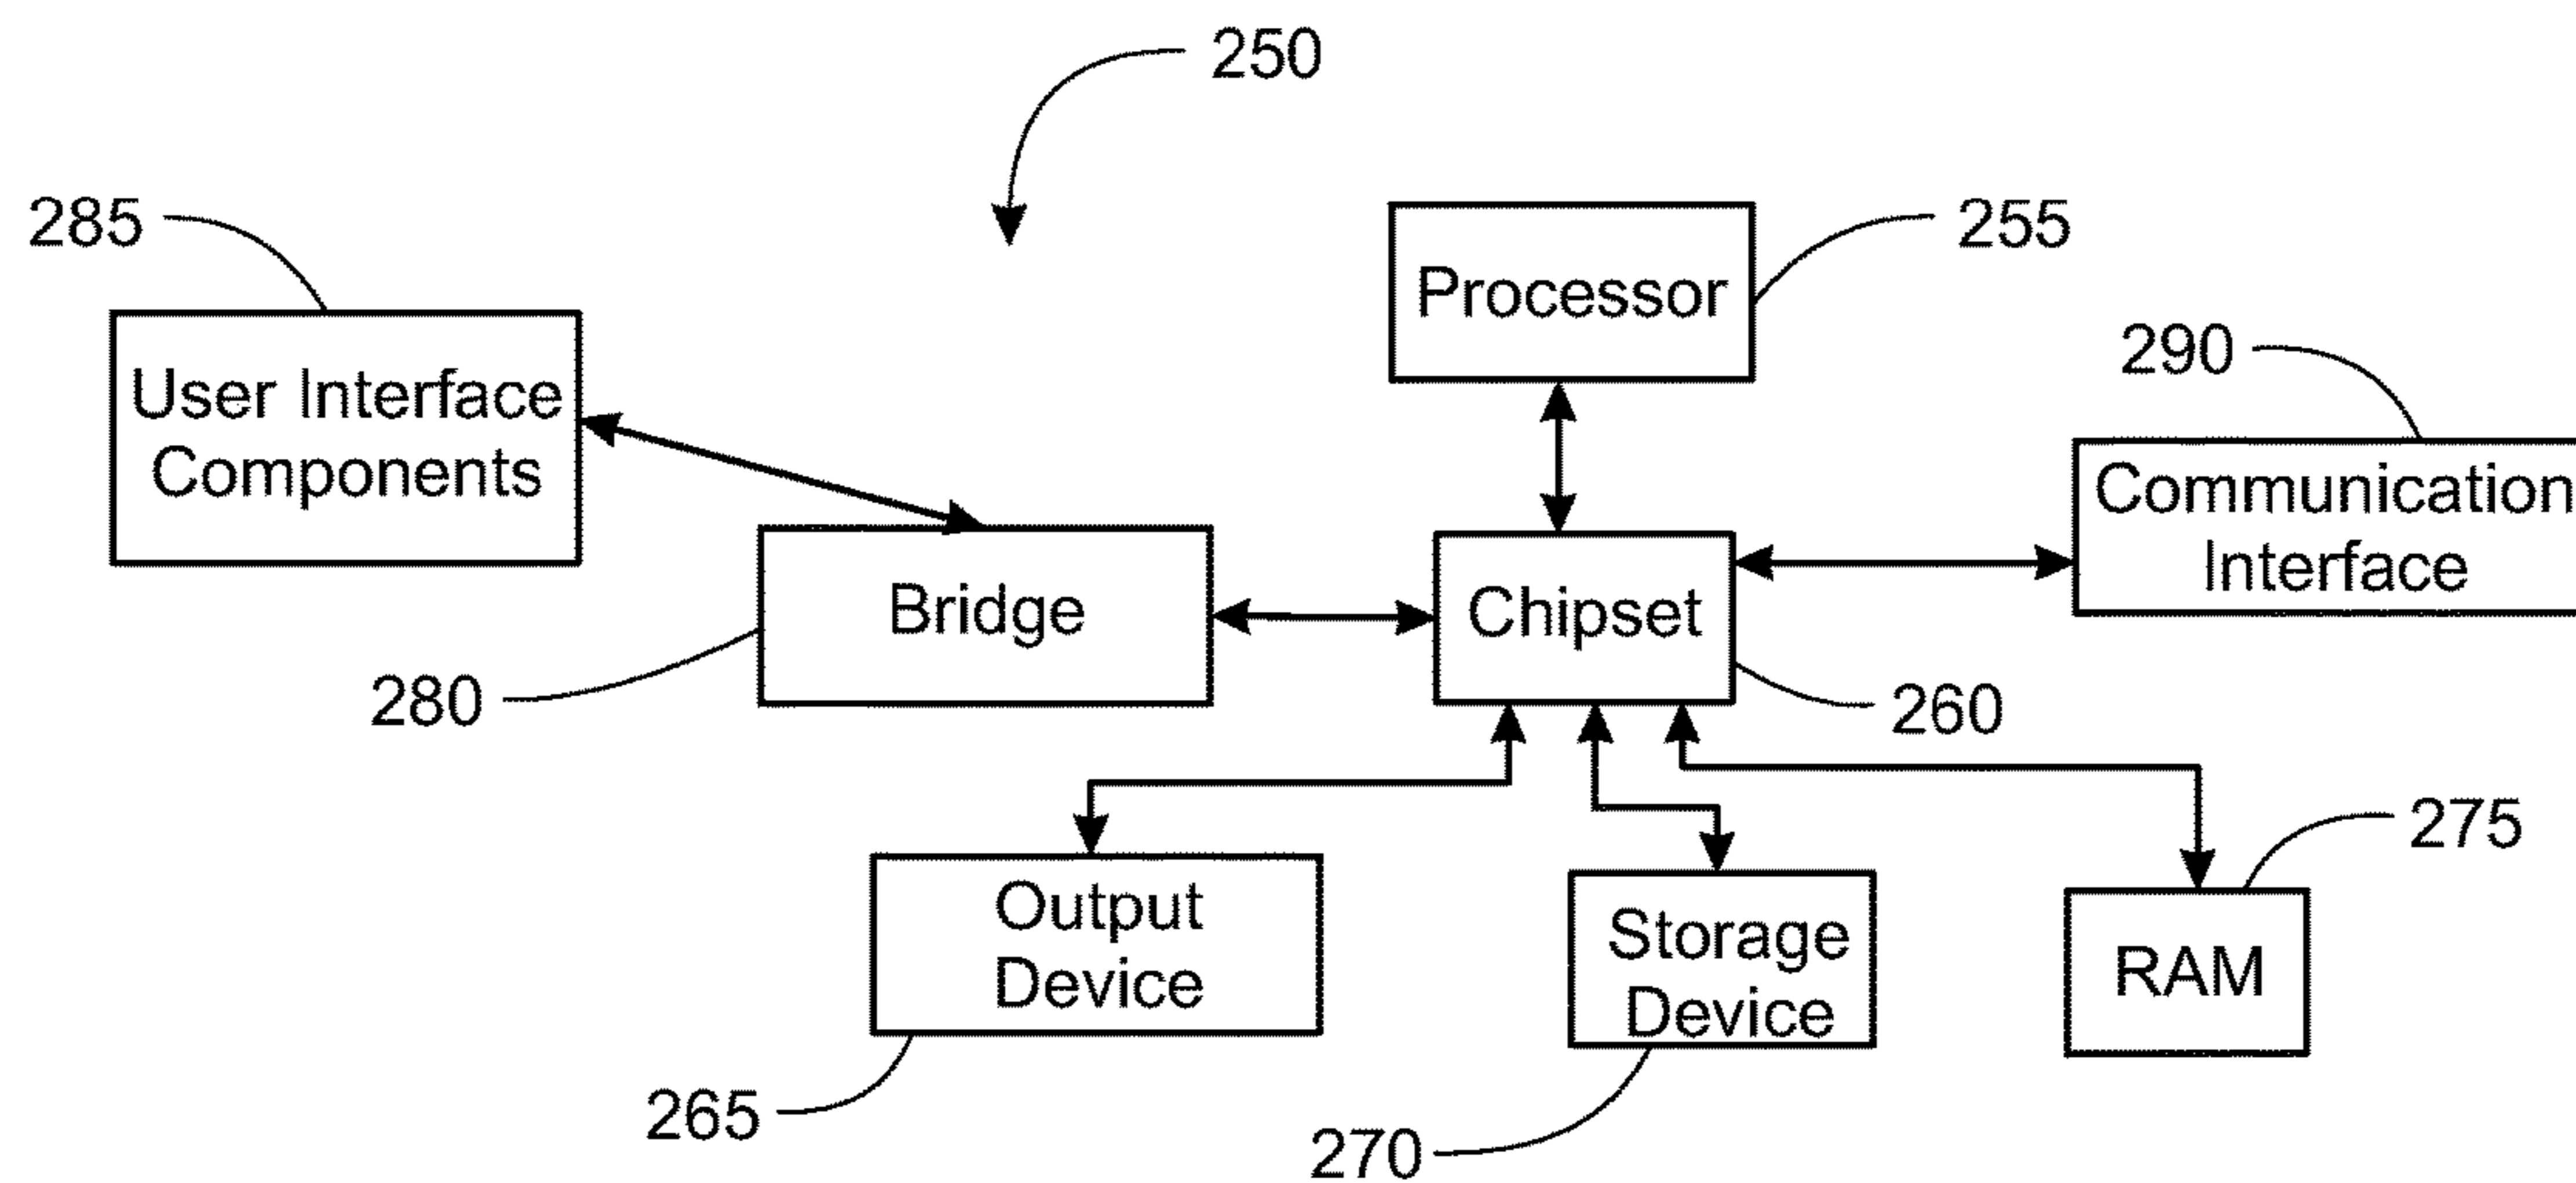 250
285
255
Processor
290
User Interface
Components
Communication
Interface
Bridge
Chipset
280
260
275
Output
Device
Storage
Device
RAM
265
270